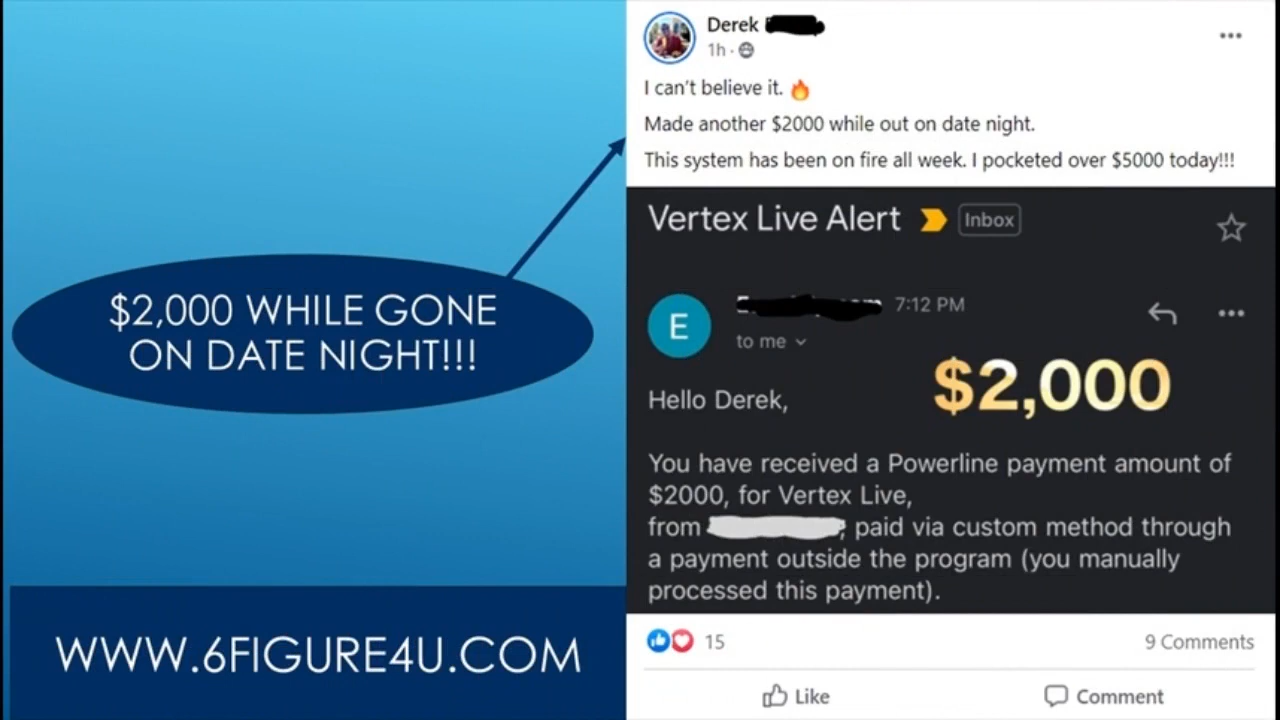 $2,000 WHILE GONE
ON DATE NIGHT!!!
WWW.6FIGURE4U.COM
Derek
1h ·
I can't believe it. 🔥
Made another $2000 while out on date night.
This system has been on fire all week. I pocketed over $5000 today!!!
Vertex Live Alert Inbox
E
7:12 PM
to me
$2,000
Hello Derek,
You have received a Powerline payment amount of
$2000, for Vertex Live,
from ; paid via custom method through
a payment outside the program (you manually
processed this payment).
15
9 Comments
Like
Comment